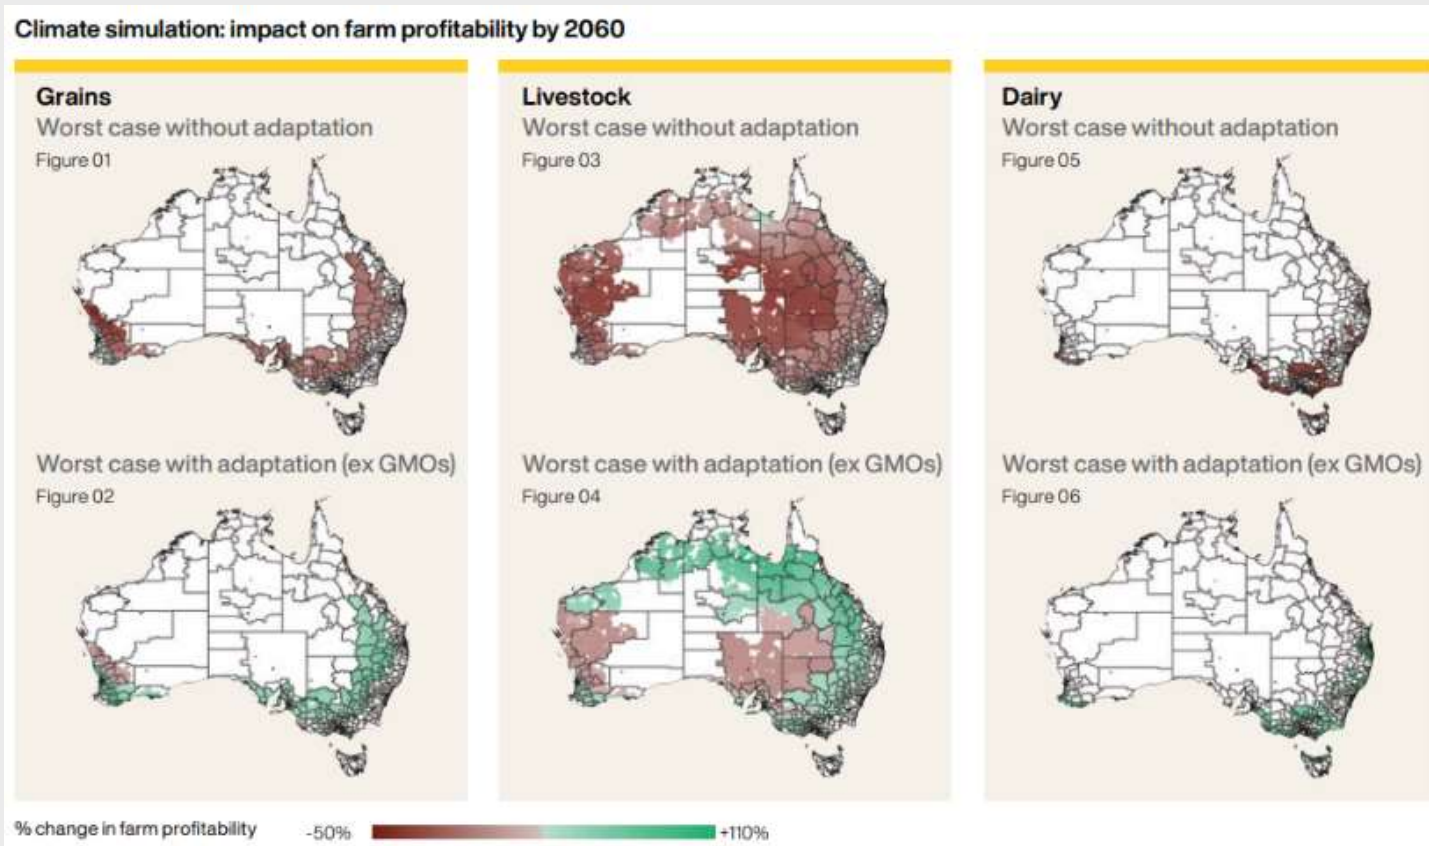 Climate simulation: impact on farm profitability by 2060
Grains
Worst case without adaptation
Figure 01
Worst case with adaptation (ex GMOs)
Figure 02
Livestock
Worst case without adaptation
Figure 03
Worst case with adaptation (ex GMOs)
Figure 04
Dairy
Worst case without adaptation
Figure 05
Worst case with adaptation (ex GMOs)
Figure 06
% change in farm profitability
-50%
+110%